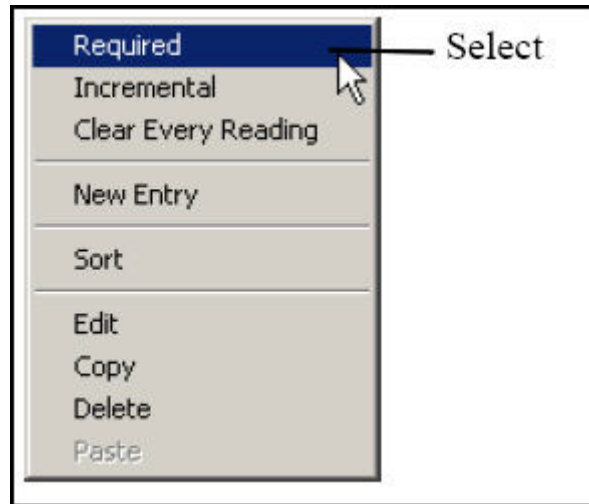 Required
Select
Incremental
Clear Every Reading
New Entry
Sort
Edit
Copy
Delete
Paste